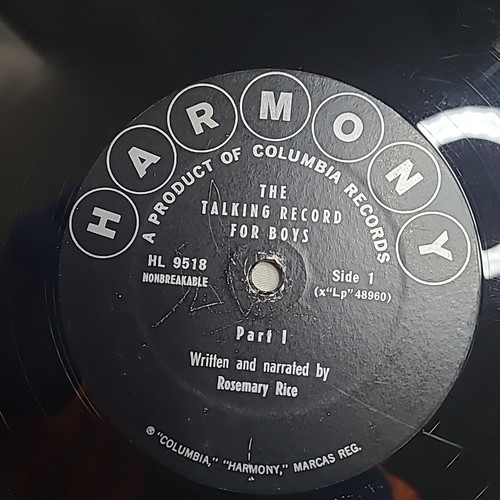 HARMONY
A PRODUCT OF COLUMBIA RECORDS
THE
TALKING RECORD
FOR BOYS
HL 9518
NONBREAKABLE
Side 1
(x"Lp" 48960)
Part I
Written and narrated by
Rosemary Rice
® "COLUMBIA," "HARMONY," MARCAS REG.